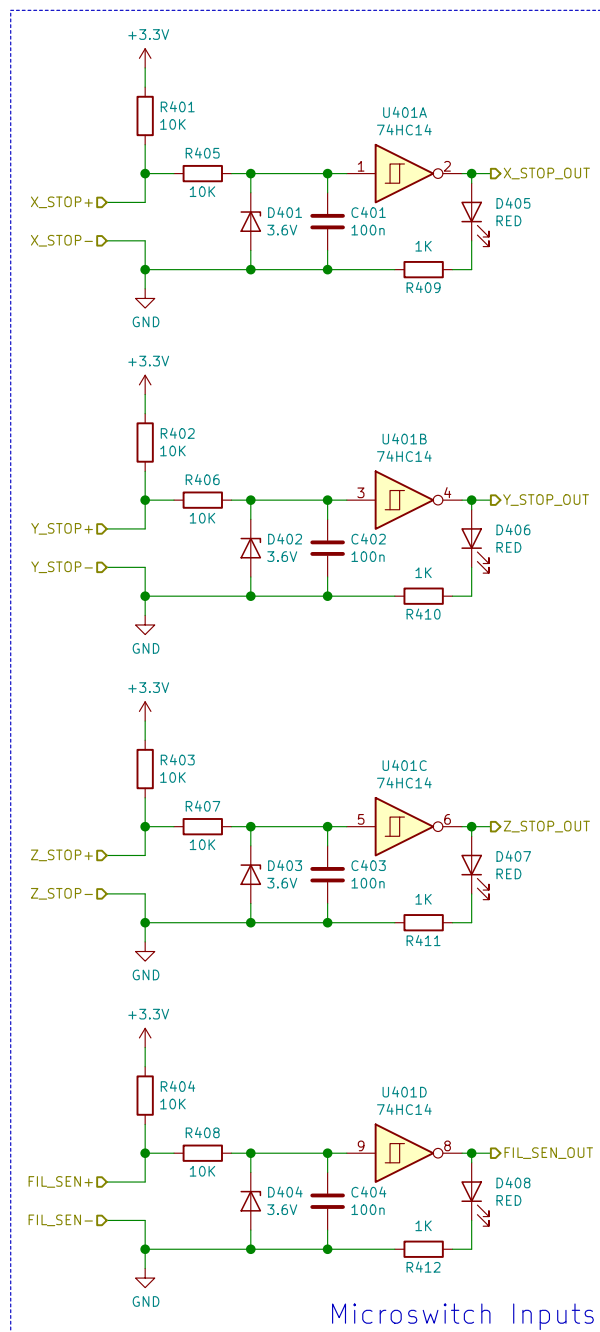 +3.3V
R401
10K
U401A
74HC14
R405
10K
1
2
X_STOP_OUT
X_STOP+
D401
3.6V
C401
100n
D405
RED
X_STOP-
1K
R409
GND
+3.3V
R402
10K
U401B
74HC14
R406
10K
3
4
Y_STOP_OUT
Y_STOP+
D402
3.6V
C402
100n
D406
RED
Y_STOP-
1K
R410
GND
+3.3V
R403
10K
U401C
74HC14
R407
10K
5
6
Z_STOP_OUT
Z_STOP+
D403
3.6V
C403
100n
D407
RED
Z_STOP-
1K
R411
GND
+3.3V
R404
10K
U401D
74HC14
R408
10K
9
8
FIL_SEN_OUT
FIL_SEN+
D404
3.6V
C404
100n
D408
RED
FIL_SEN-
1K
R412
GND
Microswitch Inputs